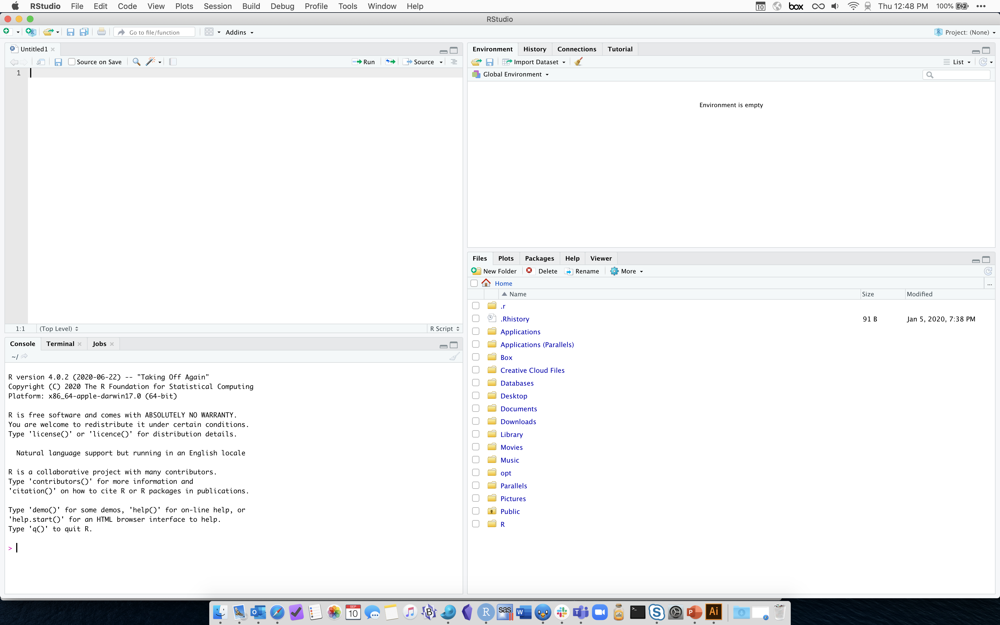 RStudio File Edit Code View Plots Session Build Debug Profile Tools Window Help 10 box Thu 12:48 PM 100%
RStudio
Go to file/function Addins Project: (None)
Untitled1
Source on Save Run Source
1
1:1 (Top Level) R Script
Console Terminal Jobs
~/
R version 4.0.2 (2020-06-22) -- "Taking Off Again"
Copyright (C) 2020 The R Foundation for Statistical Computing
Platform: x86_64-apple-darwin17.0 (64-bit)
R is free software and comes with ABSOLUTELY NO WARRANTY.
You are welcome to redistribute it under certain conditions.
Type 'license()' or 'licence()' for distribution details.
Natural language support but running in an English locale
R is a collaborative project with many contributors.
Type 'contributors()' for more information and
'citation()' on how to cite R or R packages in publications.
Type 'demo()' for some demos, 'help()' for on-line help, or
'help.start()' for an HTML browser interface to help.
Type 'q()' to quit R.
>
Environment History Connections Tutorial
Import Dataset List
Global Environment
Environment is empty
Files Plots Packages Help Viewer
New Folder Delete Rename More
Home ...
Name Size Modified
.r
.Rhistory 91 B Jan 5, 2020, 7:38 PM
Applications
Applications (Parallels)
Box
Creative Cloud Files
Databases
Desktop
Documents
Downloads
Library
Movies
Music
opt
Parallels
Pictures
Public
R
SEP
10 B R sas W T S P Ai